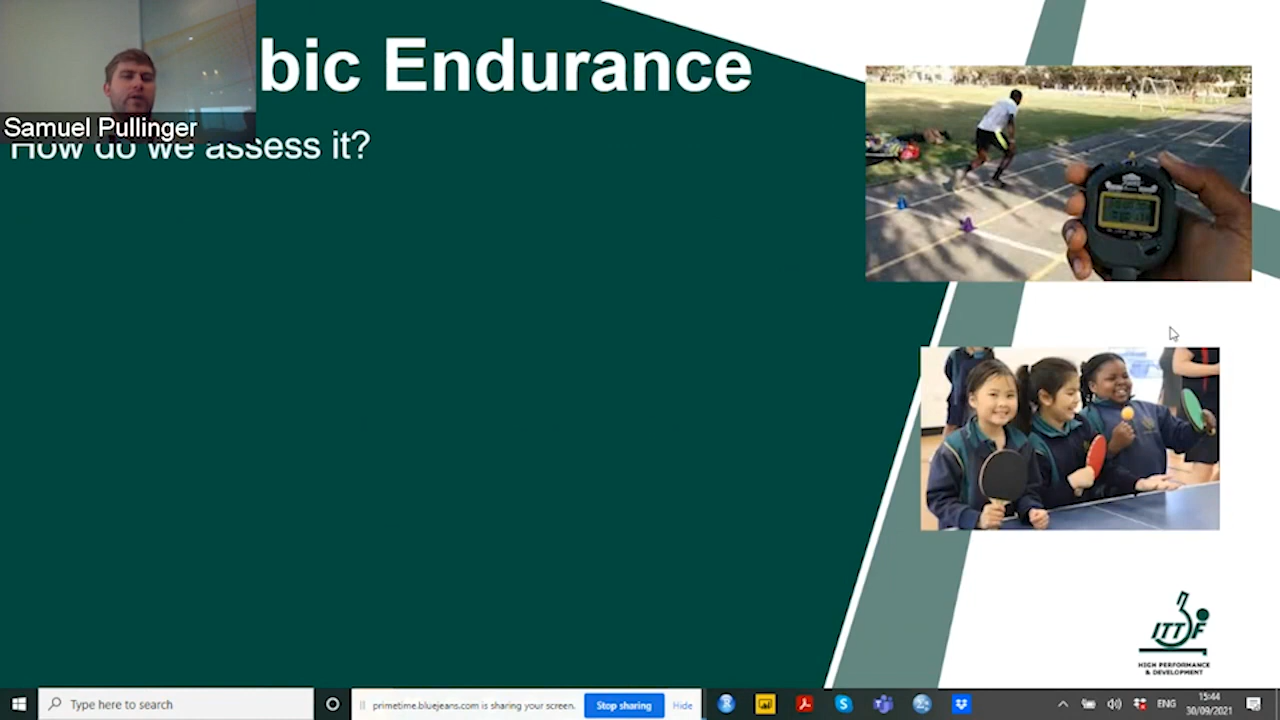 bic Endurance
Samuel Pullinger
How do we assess it?
ITTF
HIGH PERFORMANCE
& DEVELOPMENT
Type here to search
primetime.bluejeans.com is sharing your screen.
Stop sharing
Hide
ENG
15:44
30/09/2021